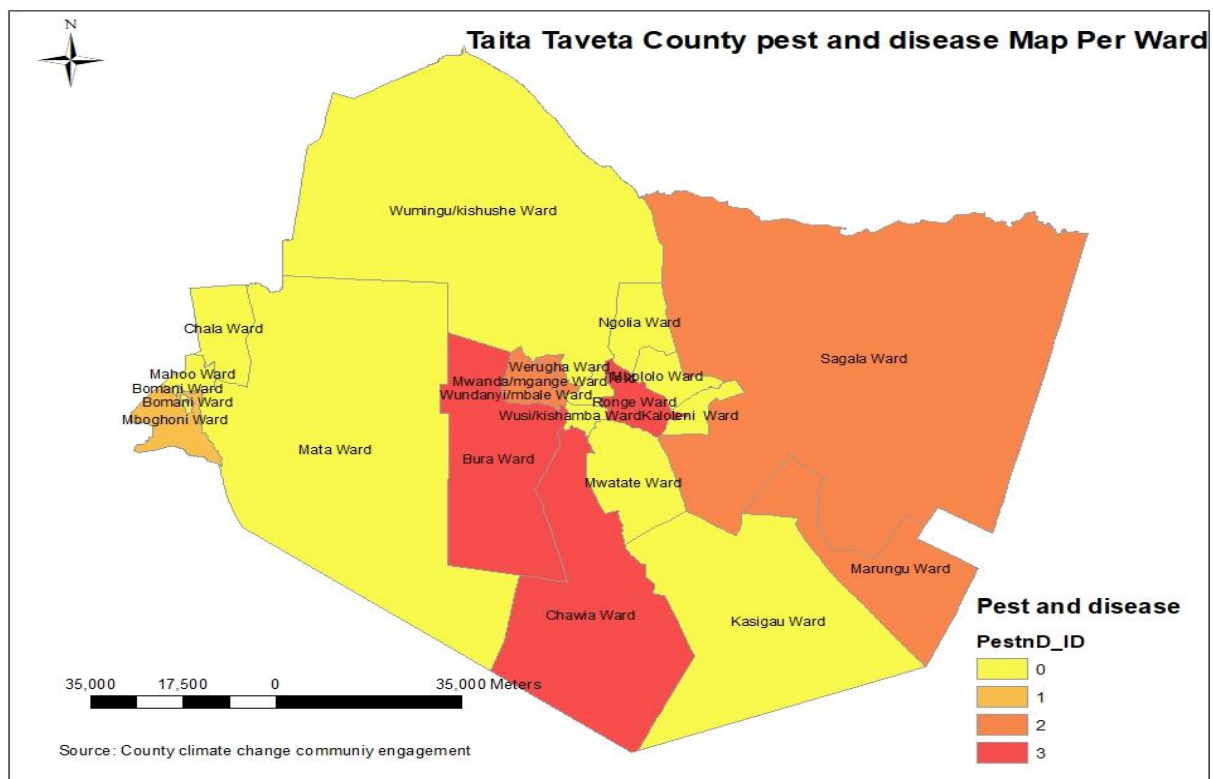 N
Taita Taveta County pest and disease Map Per Ward
Wumingu/kishushe Ward
Ngolia Ward
Chala Ward
Sagala Ward
Werugha Ward
Mbololo Ward
Mahoo Ward
Mwanda/mgange Ward
Bomani Ward
Wundanyi/mbale Ward
Bomani Ward
Ronge Ward
Mboghoni Ward
Wusi/kishamba Ward
Kaloleni Ward
Mata Ward
Bura Ward
Mwatate Ward
Marungu Ward
Chawia Ward
Kasigau Ward
Pest and disease
PestnD_ID
0
1
2
3
35,000 17,500 0 35,000 Meters
Source: County climate change communiy engagement